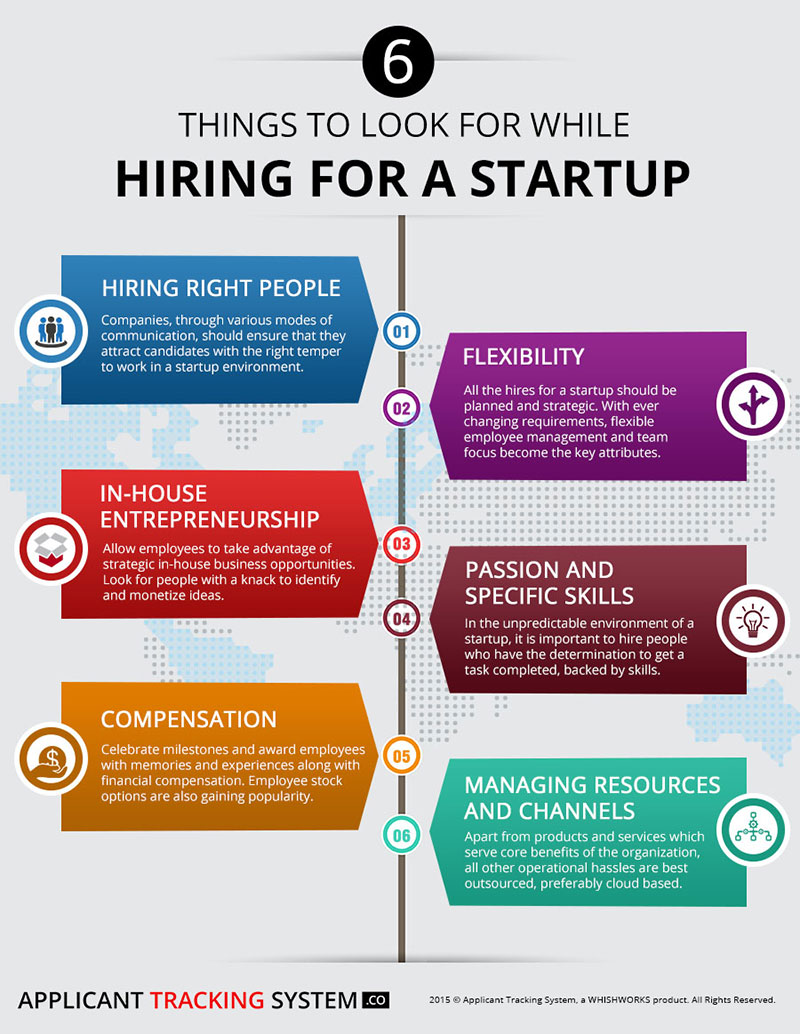 6
THINGS TO LOOK FOR WHILE
HIRING FOR A STARTUP
HIRING RIGHT PEOPLE
Companies, through various modes of
communication, should ensure that they
attract candidates with the right temper
to work in a startup environment.
01
FLEXIBILITY
All the hires for a startup should be
planned and strategic. With ever
changing requirements, flexible
employee management and team
focus become the key attributes.
02
IN-HOUSE
ENTREPRENEURSHIP
Allow employees to take advantage of
strategic in-house business opportunities.
Look for people with a knack to identify
and monetize ideas.
03
PASSION AND
SPECIFIC SKILLS
In the unpredictable environment of a
startup, it is important to hire people
who have the determination to get a
task completed, backed by skills.
04
COMPENSATION
Celebrate milestones and award employees
with memories and experiences along with
financial compensation. Employee stock
options are also gaining popularity.
$
05
MANAGING RESOURCES
AND CHANNELS
Apart from products and services which
serve core benefits of the organization,
all other operational hassles are best
outsourced, preferably cloud based.
06
APPLICANT TRACKING SYSTEM .CO
2015 © Applicant Tracking System, a WHISHWORKS product. All Rights Reserved.